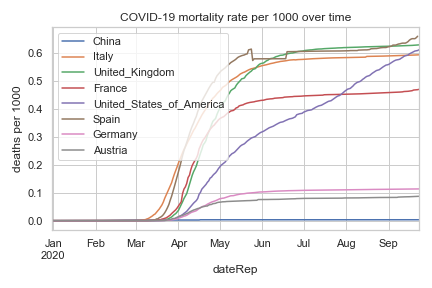 COVID-19 mortality rate per 1000 over time
deaths per 1000
0.6
0.5
0.4
0.3
0.2
0.1
0.0
China
Italy
United_Kingdom
France
United_States_of_America
Spain
Germany
Austria
Jan Feb Mar Apr May Jun Jul Aug Sep
2020
dateRep